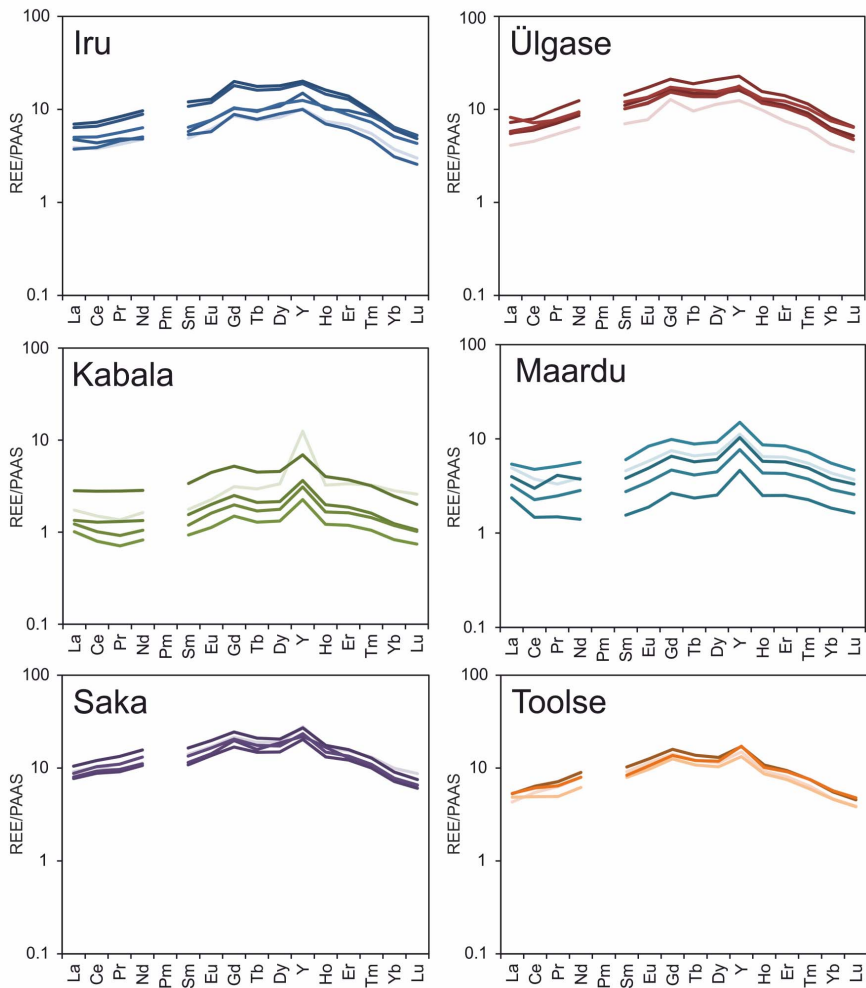 Iru
REE/PAAS
100
10
1
0.1
La Ce Pr Nd Pm Sm Eu Gd Tb Dy Y Ho Er Tm Yb Lu
Ülgase
REE/PAAS
100
10
1
0.1
La Ce Pr Nd Pm Sm Eu Gd Tb Dy Y Ho Er Tm Yb Lu
Kabala
REE/PAAS
100
10
1
0.1
La Ce Pr Nd Pm Sm Eu Gd Tb Dy Y Ho Er Tm Yb Lu
Maardu
REE/PAAS
100
10
1
0.1
La Ce Pr Nd Pm Sm Eu Gd Tb Dy Y Ho Er Tm Yb Lu
Saka
REE/PAAS
100
10
1
0.1
La Ce Pr Nd Pm Sm Eu Gd Tb Dy Y Ho Er Tm Yb Lu
Toolse
REE/PAAS
100
10
1
0.1
La Ce Pr Nd Pm Sm Eu Gd Tb Dy Y Ho Er Tm Yb Lu